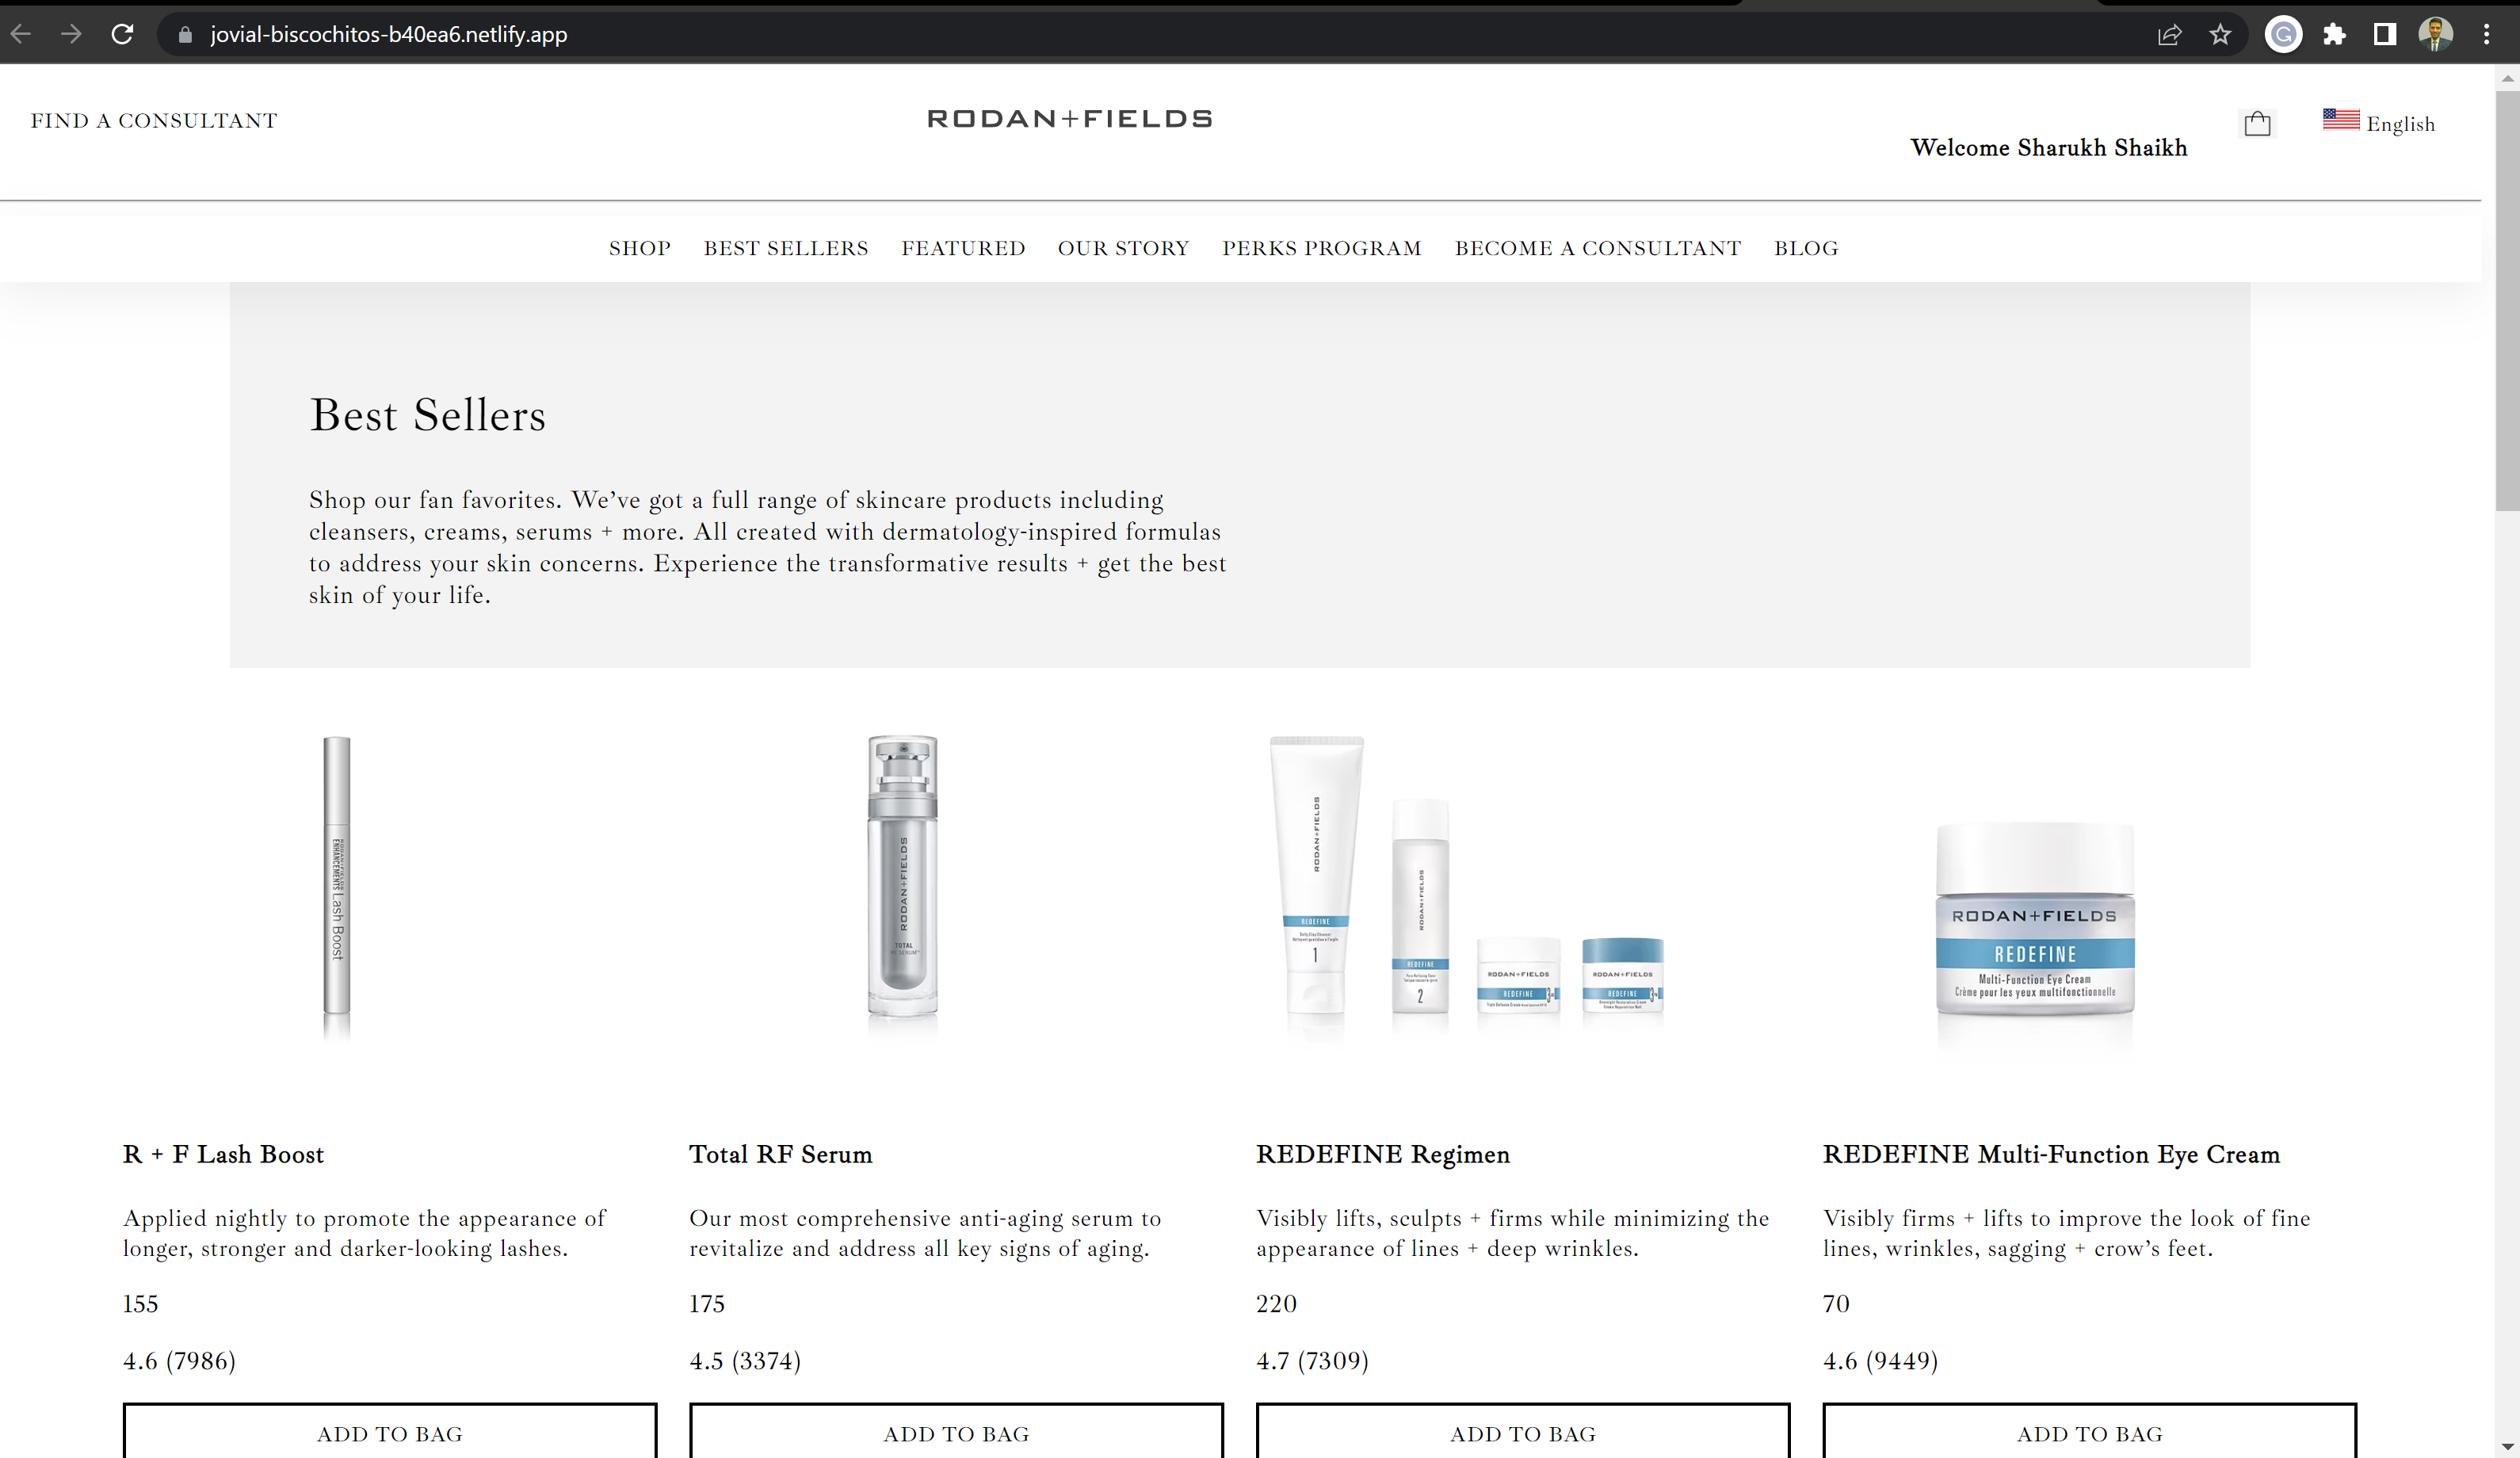 jovial-biscochitos-b40ea6.netlify.app
FIND A CONSULTANT
RODAN+FIELDS
Welcome Sharukh Shaikh
English
SHOP BEST SELLERS FEATURED OUR STORY PERKS PROGRAM BECOME A CONSULTANT BLOG
Best Sellers
Shop our fan favorites. We’ve got a full range of skincare products including
cleansers, creams, serums + more. All created with dermatology-inspired formulas
to address your skin concerns. Experience the transformative results + get the best
skin of your life.
RODAN+FIELDS
ENHANCEMENTS Lash Boost
RODAN+FIELDS
TOTAL
RF SERUM
RODAN+FIELDS
REDEFINE
1
RODAN+FIELDS
REDEFINE
2
RODAN+FIELDS
REDEFINE
RODAN+FIELDS
REDEFINE
RODAN+FIELDS
REDEFINE
Multi-Function Eye Cream
Crème pour les yeux multifonctionnelle
R + F Lash Boost
Applied nightly to promote the appearance of
longer, stronger and darker-looking lashes.
155
4.6 (7986)
ADD TO BAG
Total RF Serum
Our most comprehensive anti-aging serum to
revitalize and address all key signs of aging.
175
4.5 (3374)
ADD TO BAG
REDEFINE Regimen
Visibly lifts, sculpts + firms while minimizing the
appearance of lines + deep wrinkles.
220
4.7 (7309)
ADD TO BAG
REDEFINE Multi-Function Eye Cream
Visibly firms + lifts to improve the look of fine
lines, wrinkles, sagging + crow’s feet.
70
4.6 (9449)
ADD TO BAG